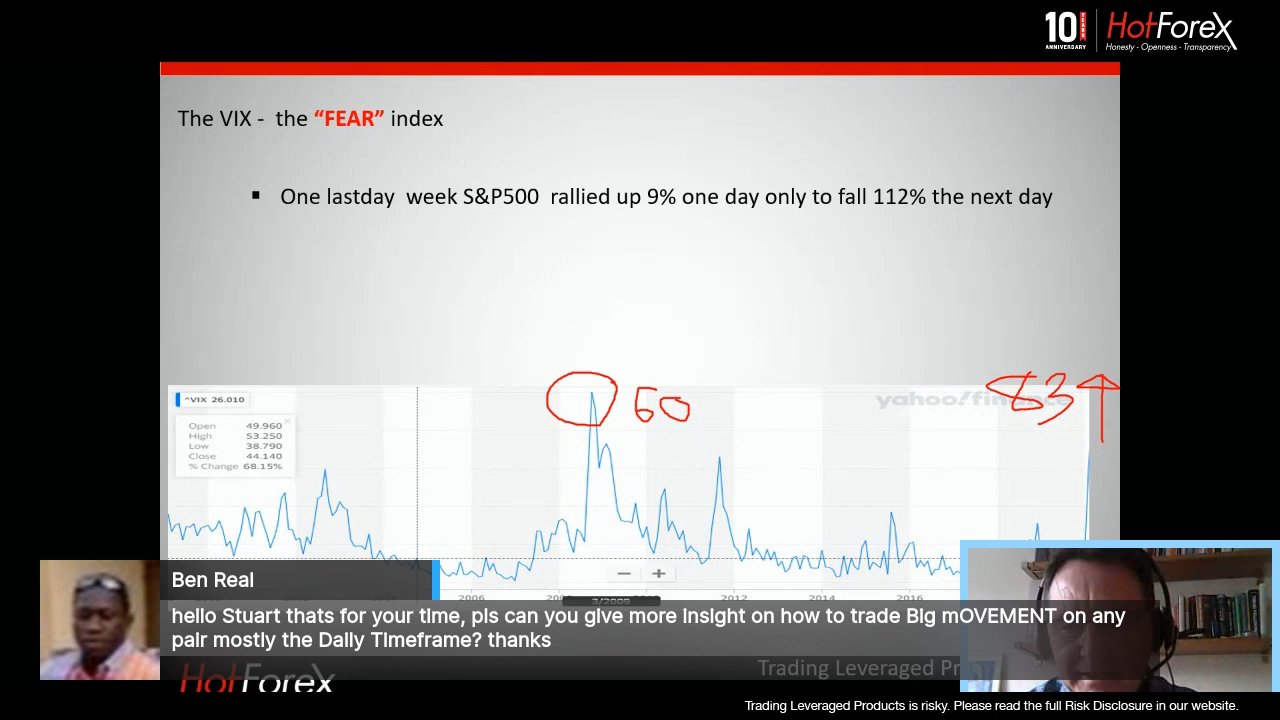 10 YEARS
ANNIVERSARY
HotForex
Honesty - Openness - Transparency
The VIX -  the “FEAR” index
▪ One lastday  week S&P500  rallied up 9% one day only to fall 112% the next day
^VIX 26.010
Open 49.960
High 53.250
Low 38.790
Close 44.140
% Change 68.15%
60
yahoo!finance
83
2006
2012
2014
2016
3/2009
Ben Real
hello Stuart thats for your time, pls can you give more insight on how to trade Big mOVEMENT on any
pair mostly the Daily Timeframe? thanks
HotForex
Trading Leveraged
Trading Leveraged Products is risky. Please read the full Risk Disclosure in our website.